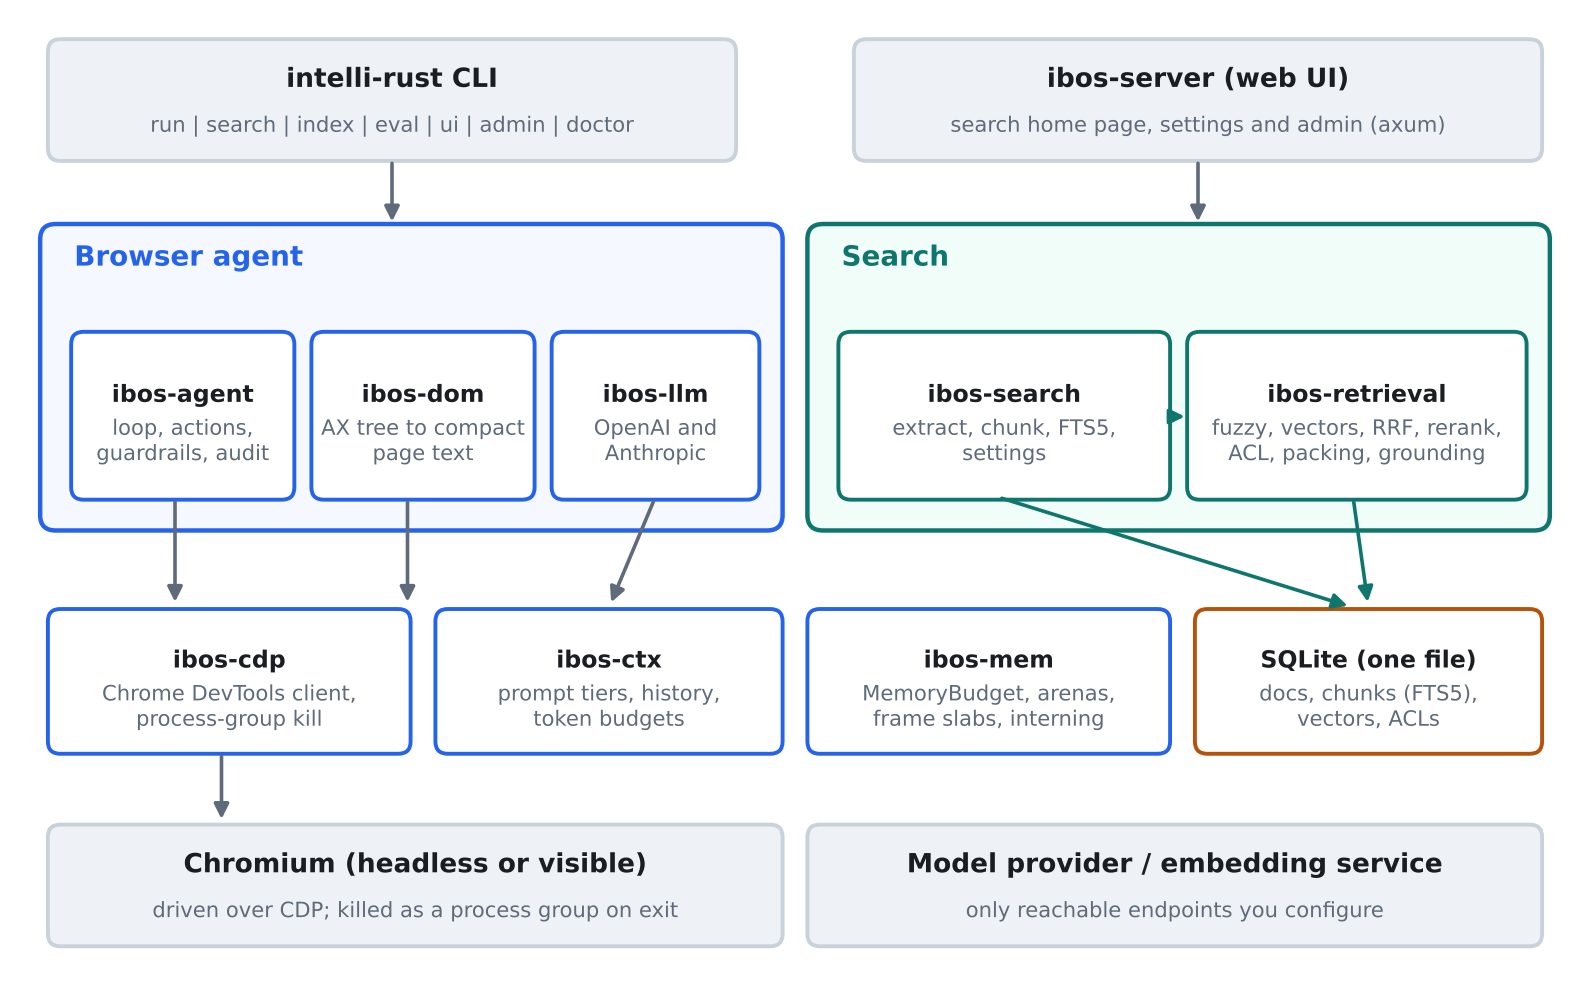 intelli-rust CLI
run | search | index | eval | ui | admin | doctor
ibos-server (web UI)
search home page, settings and admin (axum)
Browser agent
ibos-agent
loop, actions,
guardrails, audit
ibos-dom
AX tree to compact
page text
ibos-llm
OpenAI and
Anthropic
Search
ibos-search
extract, chunk, FTS5,
settings
ibos-retrieval
fuzzy, vectors, RRF, rerank,
ACL, packing, grounding
ibos-cdp
Chrome DevTools client,
process-group kill
ibos-ctx
prompt tiers, history,
token budgets
ibos-mem
MemoryBudget, arenas,
frame slabs, interning
SQLite (one file)
docs, chunks (FTS5),
vectors, ACLs
Chromium (headless or visible)
driven over CDP; killed as a process group on exit
Model provider / embedding service
only reachable endpoints you configure